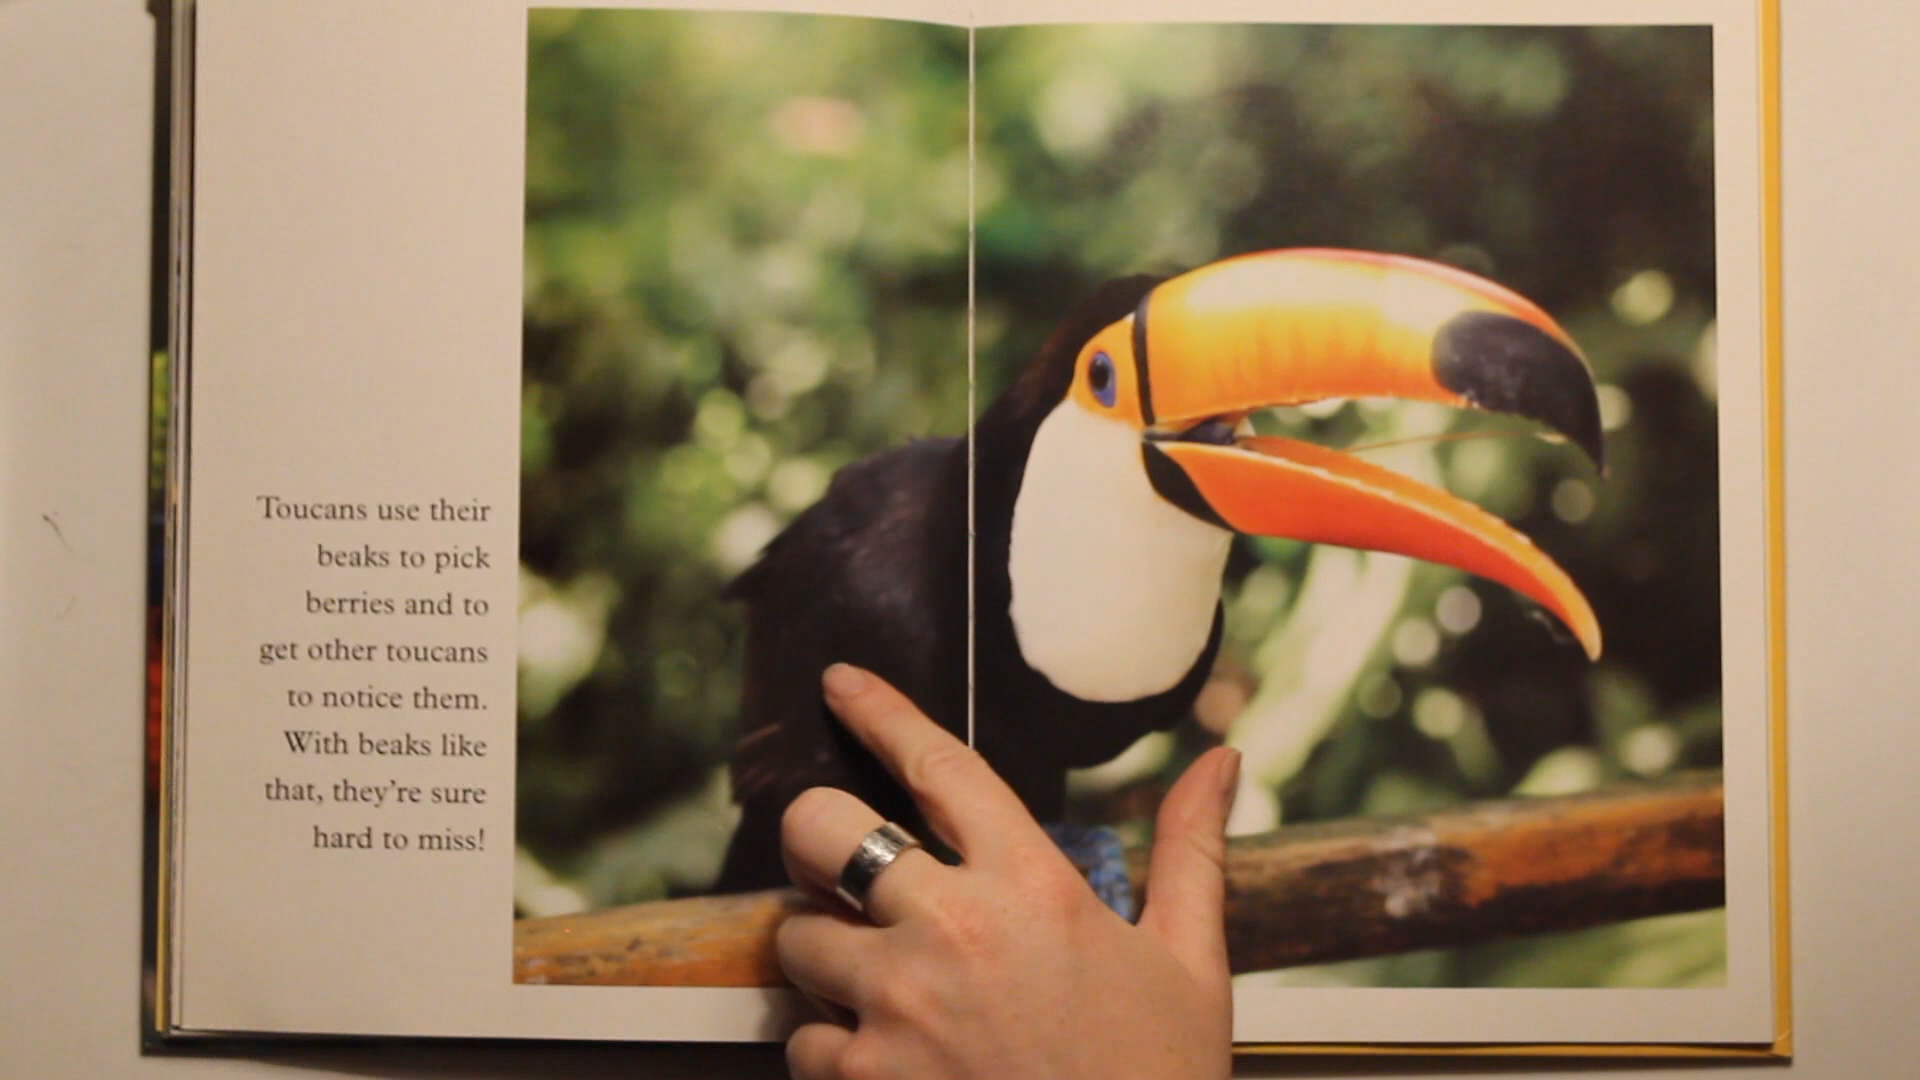 Toucans use their
beaks to pick
berries and to
get other toucans
to notice them.
With beaks like
that, they're sure
hard to miss!